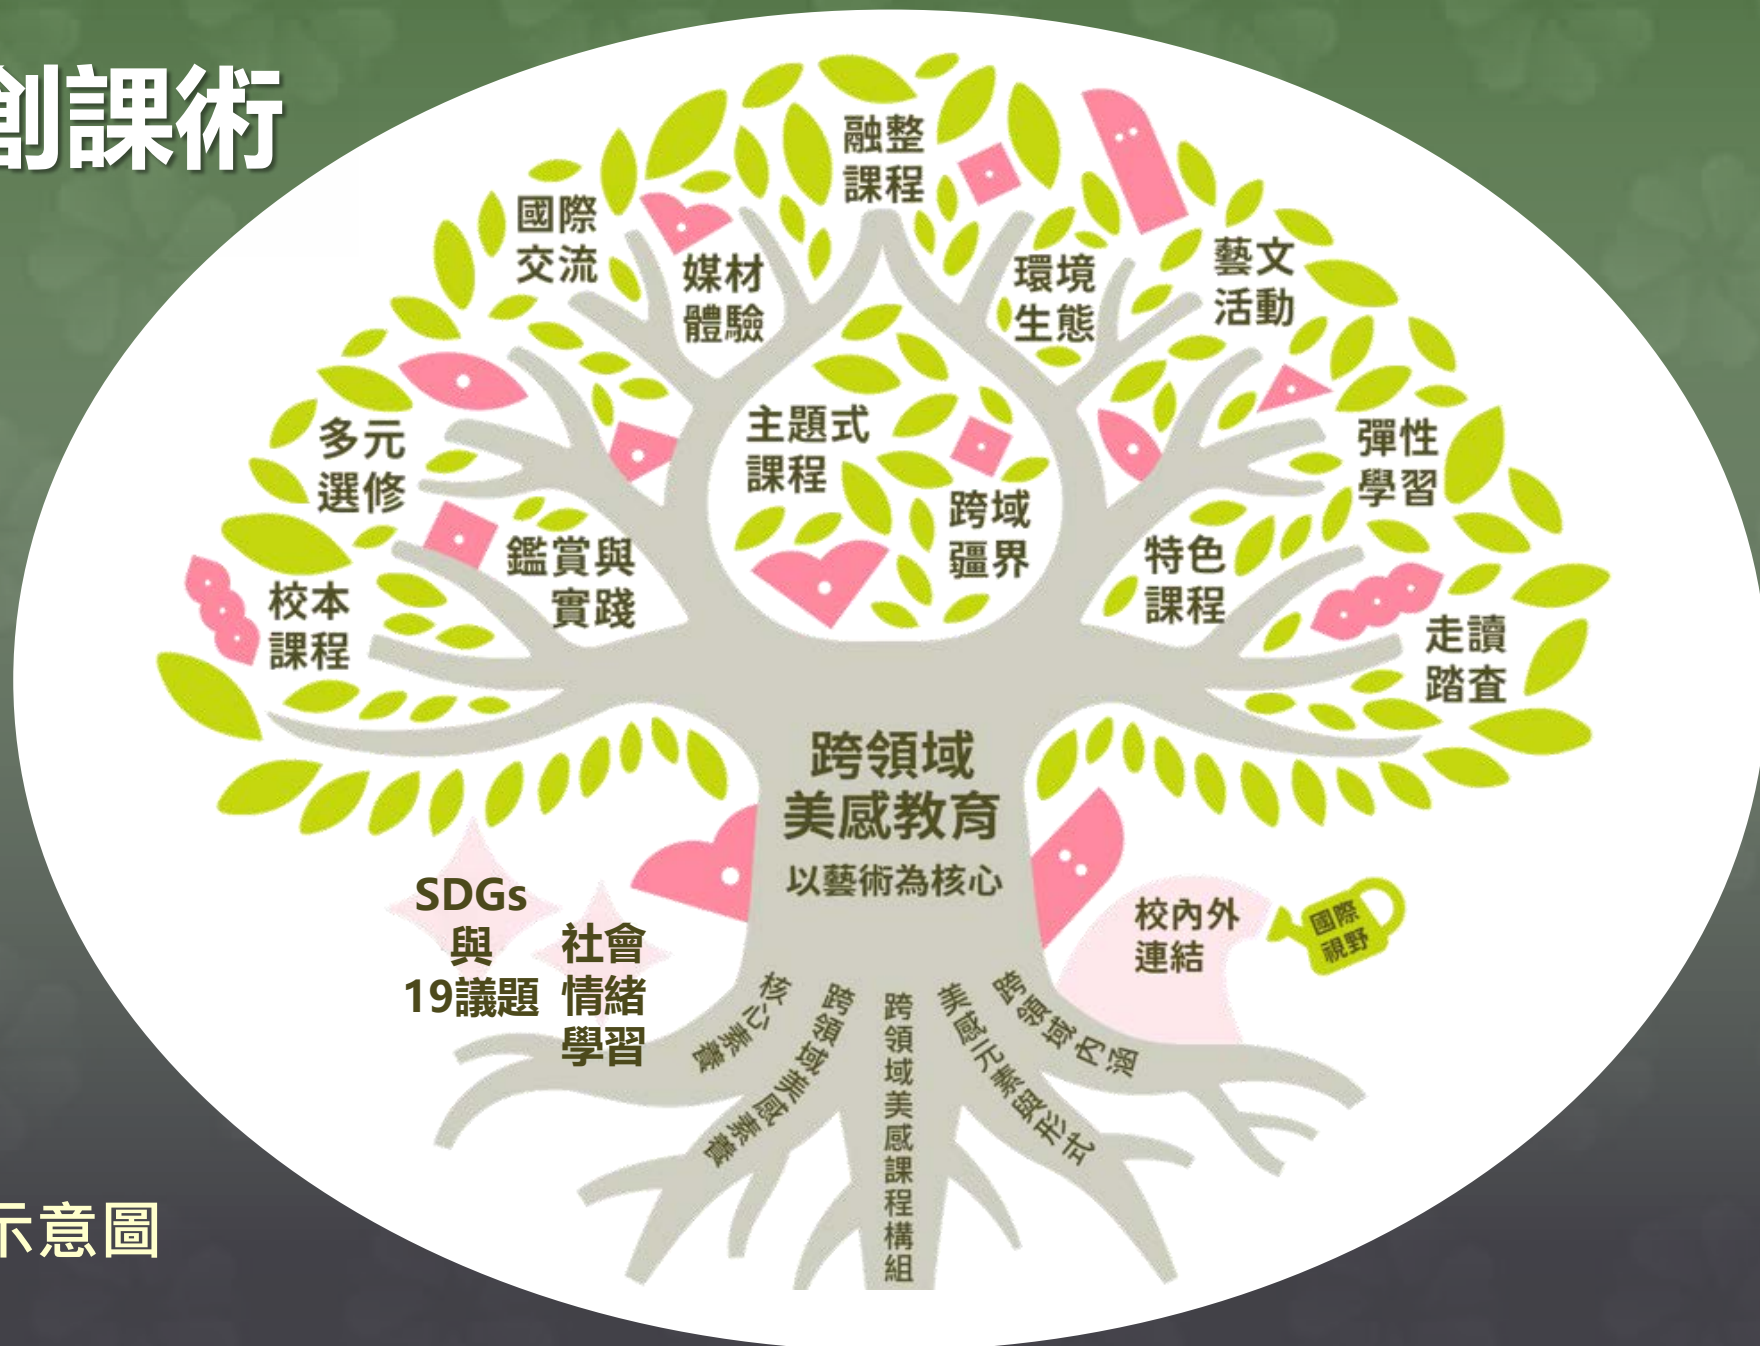 創課術
融整
課程
國際
交流
媒材
體驗
環境
生態
藝文
活動
主題式
課程
多元
選修
彈性
學習
跨域
疆界
鑑賞與
實踐
特色
課程
校本
課程
走讀
踏查
跨領域
美感教育
以藝術為核心
SDGs
與
19議題
社會
情緒
學習
校內外
連結
國際
視野
核心素養
跨領域美感素養
跨領域美感課程構組
美感元素與形式
跨領域內涵
示意圖